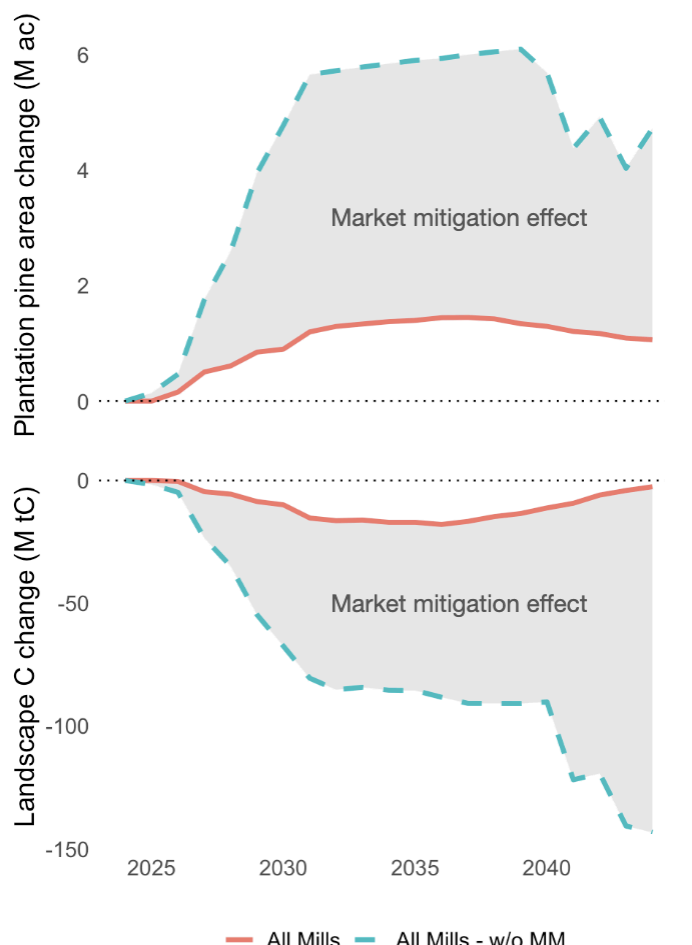 Plantation pine area change (M ac)
6
4
2
0
Market mitigation effect
Landscape C change (M tC)
0
-50
-100
-150
Market mitigation effect
2025 2030 2035 2040
All Mills All Mills - w/o MM